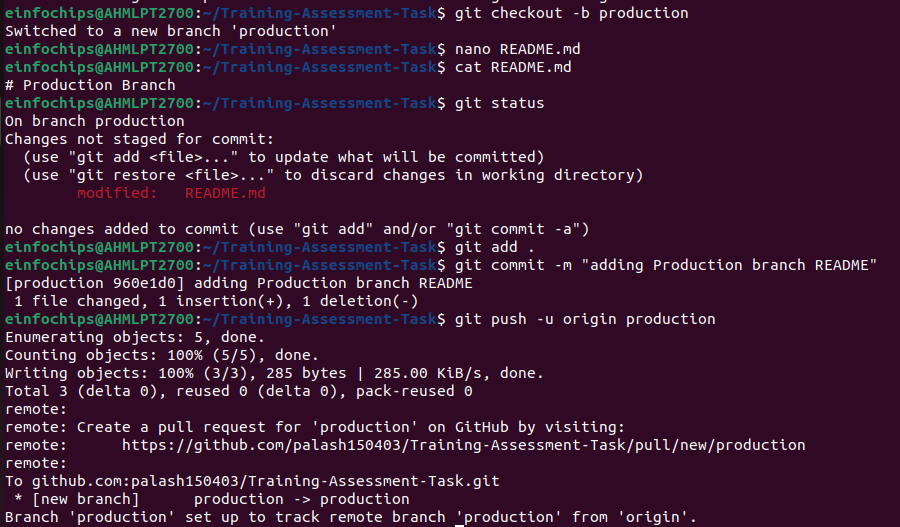 einfochips@AHMLPT2700:~/Training-Assessment-Task$ git checkout -b production
Switched to a new branch 'production'
einfochips@AHMLPT2700:~/Training-Assessment-Task$ nano README.md
einfochips@AHMLPT2700:~/Training-Assessment-Task$ cat README.md
# Production Branch
einfochips@AHMLPT2700:~/Training-Assessment-Task$ git status
On branch production
Changes not staged for commit:
  (use "git add <file>..." to update what will be committed)
  (use "git restore <file>..." to discard changes in working directory)
        modified:   README.md

no changes added to commit (use "git add" and/or "git commit -a")
einfochips@AHMLPT2700:~/Training-Assessment-Task$ git add .
einfochips@AHMLPT2700:~/Training-Assessment-Task$ git commit -m "adding Production branch README"
[production 960e1d0] adding Production branch README
 1 file changed, 1 insertion(+), 1 deletion(-)
einfochips@AHMLPT2700:~/Training-Assessment-Task$ git push -u origin production
Enumerating objects: 5, done.
Counting objects: 100% (5/5), done.
Writing objects: 100% (3/3), 285 bytes | 285.00 KiB/s, done.
Total 3 (delta 0), reused 0 (delta 0), pack-reused 0
remote:
remote: Create a pull request for 'production' on GitHub by visiting:
remote:      https://github.com/palash150403/Training-Assessment-Task/pull/new/production
remote:
To github.com:palash150403/Training-Assessment-Task.git
 * [new branch]      production -> production
Branch 'production' set up to track remote branch 'production' from 'origin'.